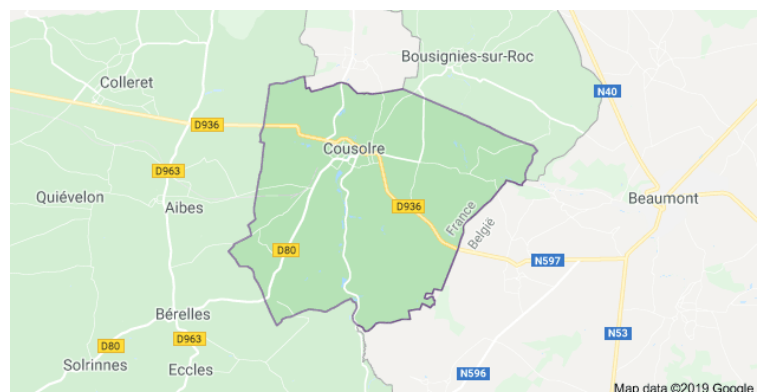 Bousignies-sur-Roc
Colleret
N40
D936
Cousolre
D963
Quiévelon
Aibes
D936
Beaumont
France
België
D80
N597
Bérelles
D963
N53
D80
Solrinnes
Eccles
N596
Map data ©2019 Google